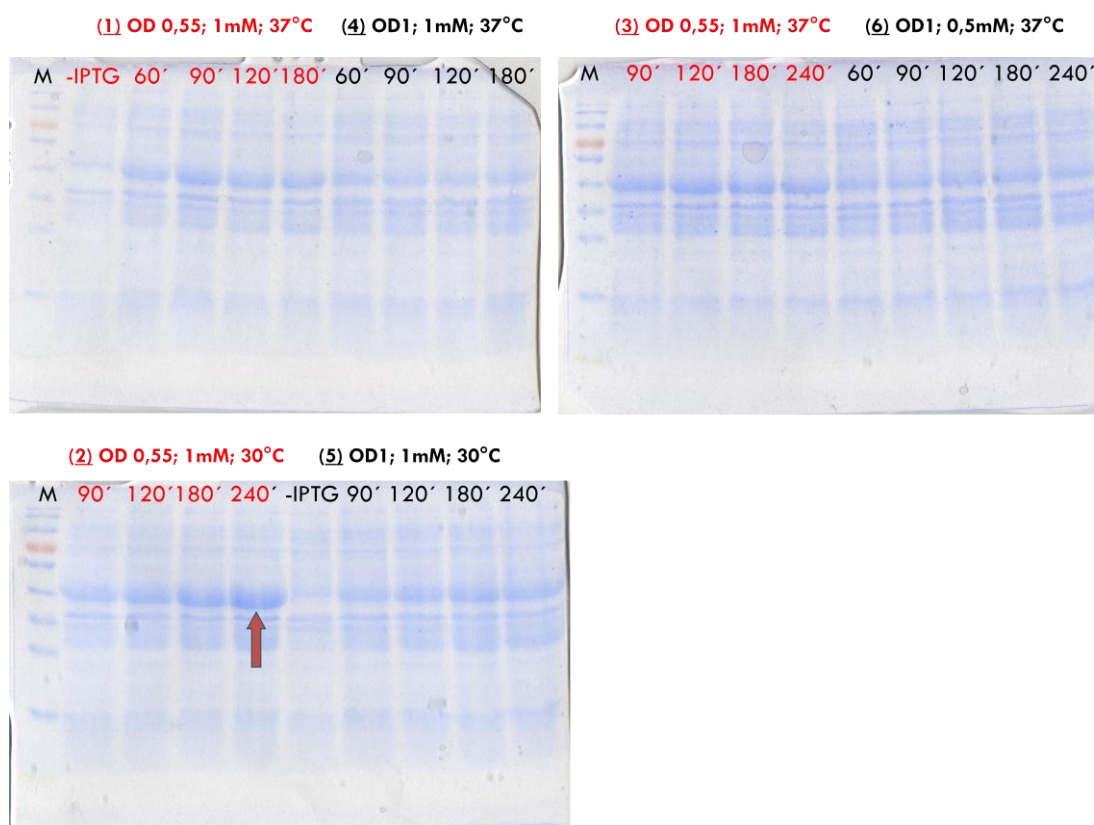 (1) OD 0,55; 1mM; 37°C (4) OD1; 1mM; 37°C
M -IPTG 60´ 90´ 120´ 180´ 60´ 90´ 120´ 180´
(3) OD 0,55; 1mM; 37°C (6) OD1; 0,5mM; 37°C
M 90´ 120´ 180´ 240´ 60´ 90´ 120´ 180´ 240´
(2) OD 0,55; 1mM; 30°C (5) OD1; 1mM; 30°C
M 90´ 120´ 180´ 240´ -IPTG 90´ 120´ 180´ 240´